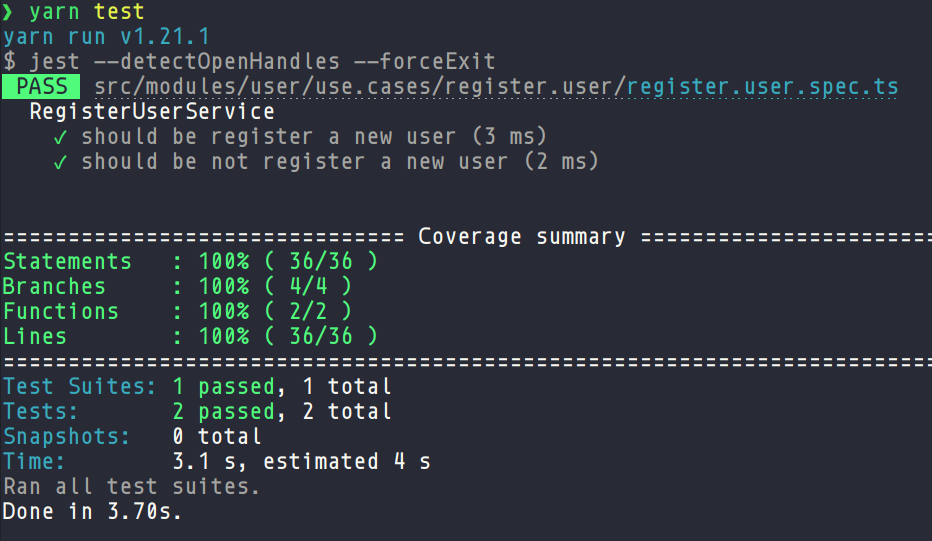 ❯ yarn test
yarn run v1.21.1
$ jest --detectOpenHandles --forceExit
PASS src/modules/user/use.cases/register.user/register.user.spec.ts
RegisterUserService
✓ should be register a new user (3 ms)
✓ should be not register a new user (2 ms)
=============================== Coverage summary ===============================
Statements : 100% ( 36/36 )
Branches : 100% ( 4/4 )
Functions : 100% ( 2/2 )
Lines : 100% ( 36/36 )
================================================================================
Test Suites: 1 passed, 1 total
Tests: 2 passed, 2 total
Snapshots: 0 total
Time: 3.1 s, estimated 4 s
Ran all test suites.
Done in 3.70s.